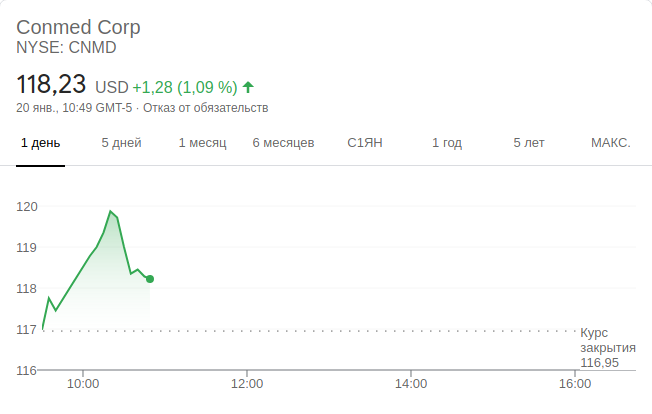 Conmed Corp
NYSE: CNMD
118,23 USD +1,28 (1,09 %)
20 янв., 10:49 GMT-5 · Отказ от обязательств
1 день 5 дней 1 месяц 6 месяцев С1ЯН 1 год 5 лет МАКС.
120
119
118
117
Курс
закрытия
116,95
116
10:00 12:00 14:00 16:00